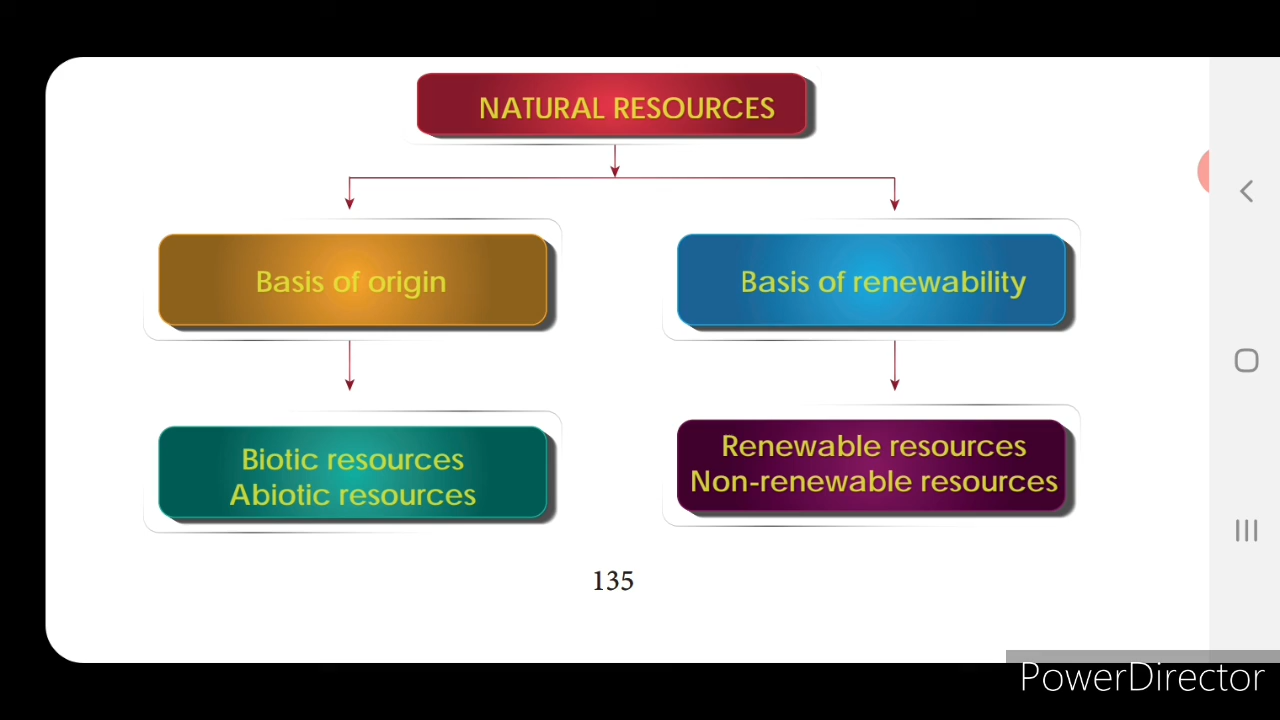 NATURAL RESOURCES
Basis of origin
Basis of renewability
Biotic resources
Abiotic resources
Renewable resources
Non-renewable resources
135
PowerDirector